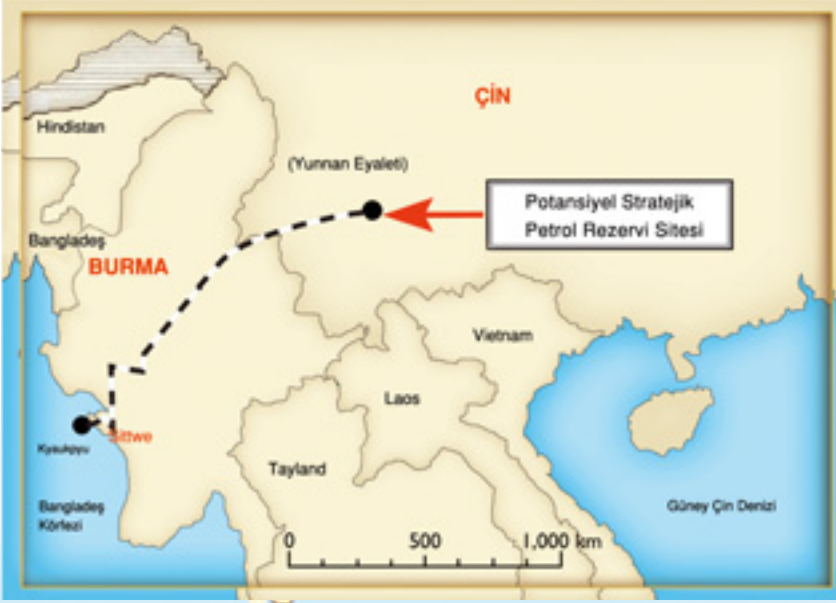 ÇİN
Hindistan
(Yunnan Eyaleti)
Potansiyel Stratejik
Petrol Rezervi Sitesi
Bangladeş
BURMA
Vietnam
Laos
Sittwe
Kyaukpyu
Tayland
Bangladeş
Körfezi
Güney Çin Denizi
0 500 1,000 km